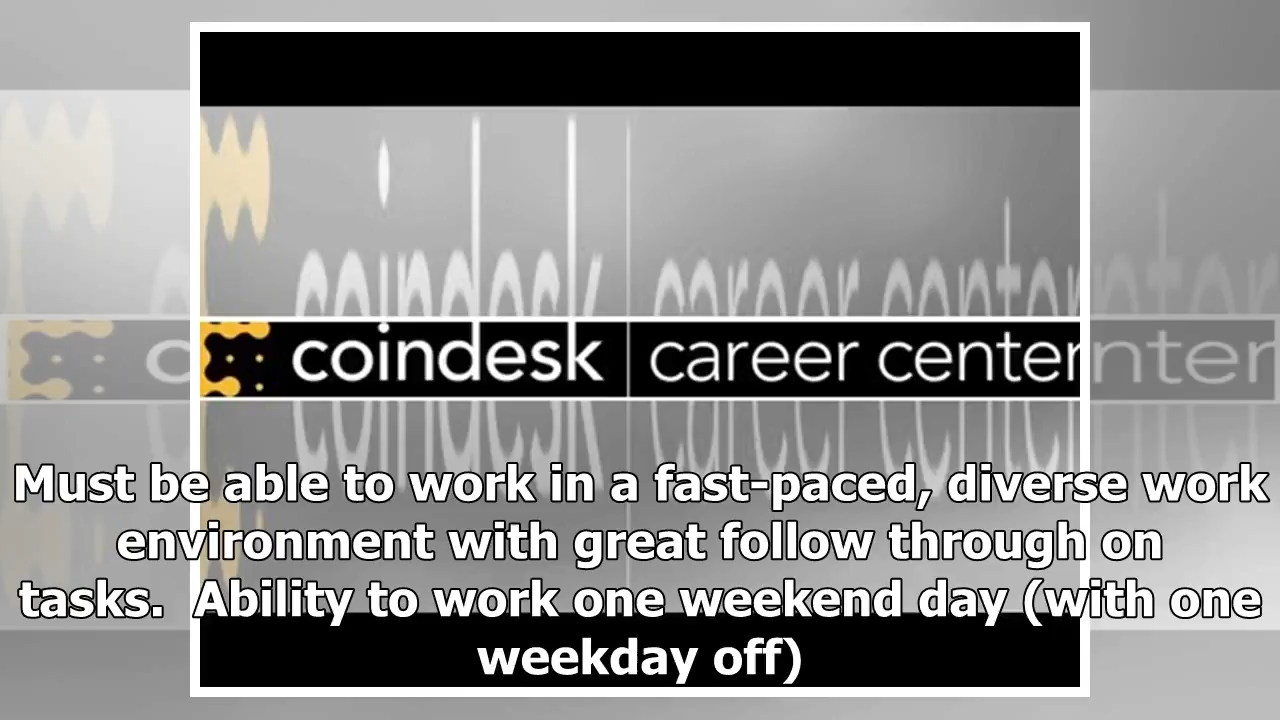 coindesk | career center
Must be able to work in a fast-paced, diverse work
environment with great follow through on
tasks.  Ability to work one weekend day (with one
weekday off)